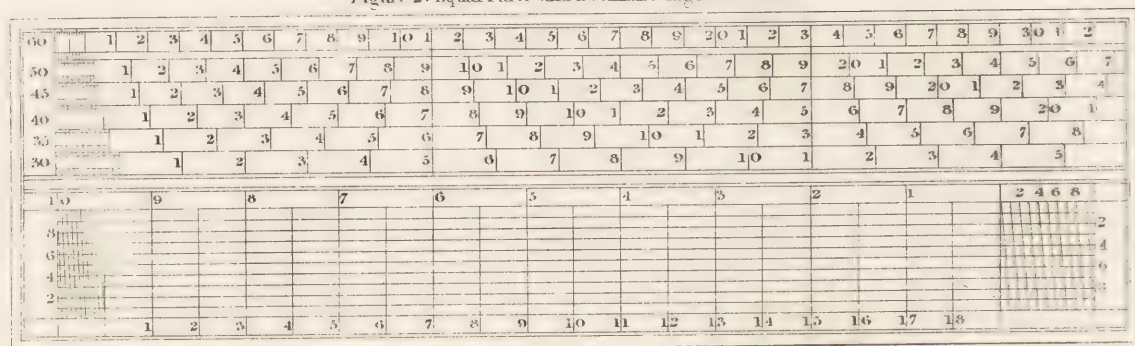 Figure 2.
60 1 2 3 4 5 6 7 8 9 10 1 2 3 4 5 6 7 8 9 20 1 2 3 4 5 6 7 8 9 30 1 2
50 1 2 3 4 5 6 7 8 9 10 1 2 3 4 5 6 7 8 9 20 1 2 3 4 5 6 7
45 1 2 3 4 5 6 7 8 9 10 1 2 3 4 5 6 7 8 9 20 1 2 3 4
40 1 2 3 4 5 6 7 8 9 10 1 2 3 4 5 6 7 8 9 20 1
35 1 2 3 4 5 6 7 8 9 10 1 2 3 4 5 6 7 8
30 1 2 3 4 5 6 7 8 9 10 1 2 3 4 5
10 9 8 7 6 5 4 3 2 1 2 4 6 8
8 2
6 4
4 6
2 8
1 2 3 4 5 6 7 8 9 10 11 12 13 14 15 16 17 18